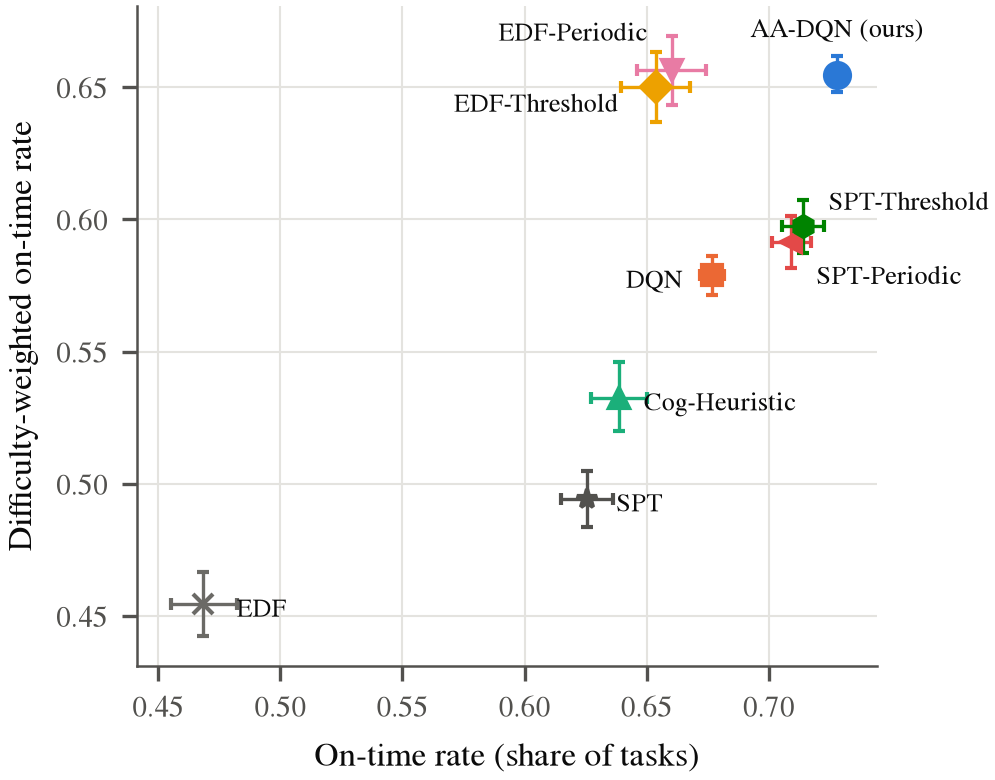 EDF-Periodic
AA-DQN (ours)
0.65
EDF-Threshold
0.60
SPT-Threshold
DQN
SPT-Periodic
0.55
Cog-Heuristic
0.50
SPT
0.45
EDF
Difficulty-weighted on-time rate
0.45 0.50 0.55 0.60 0.65 0.70
On-time rate (share of tasks)